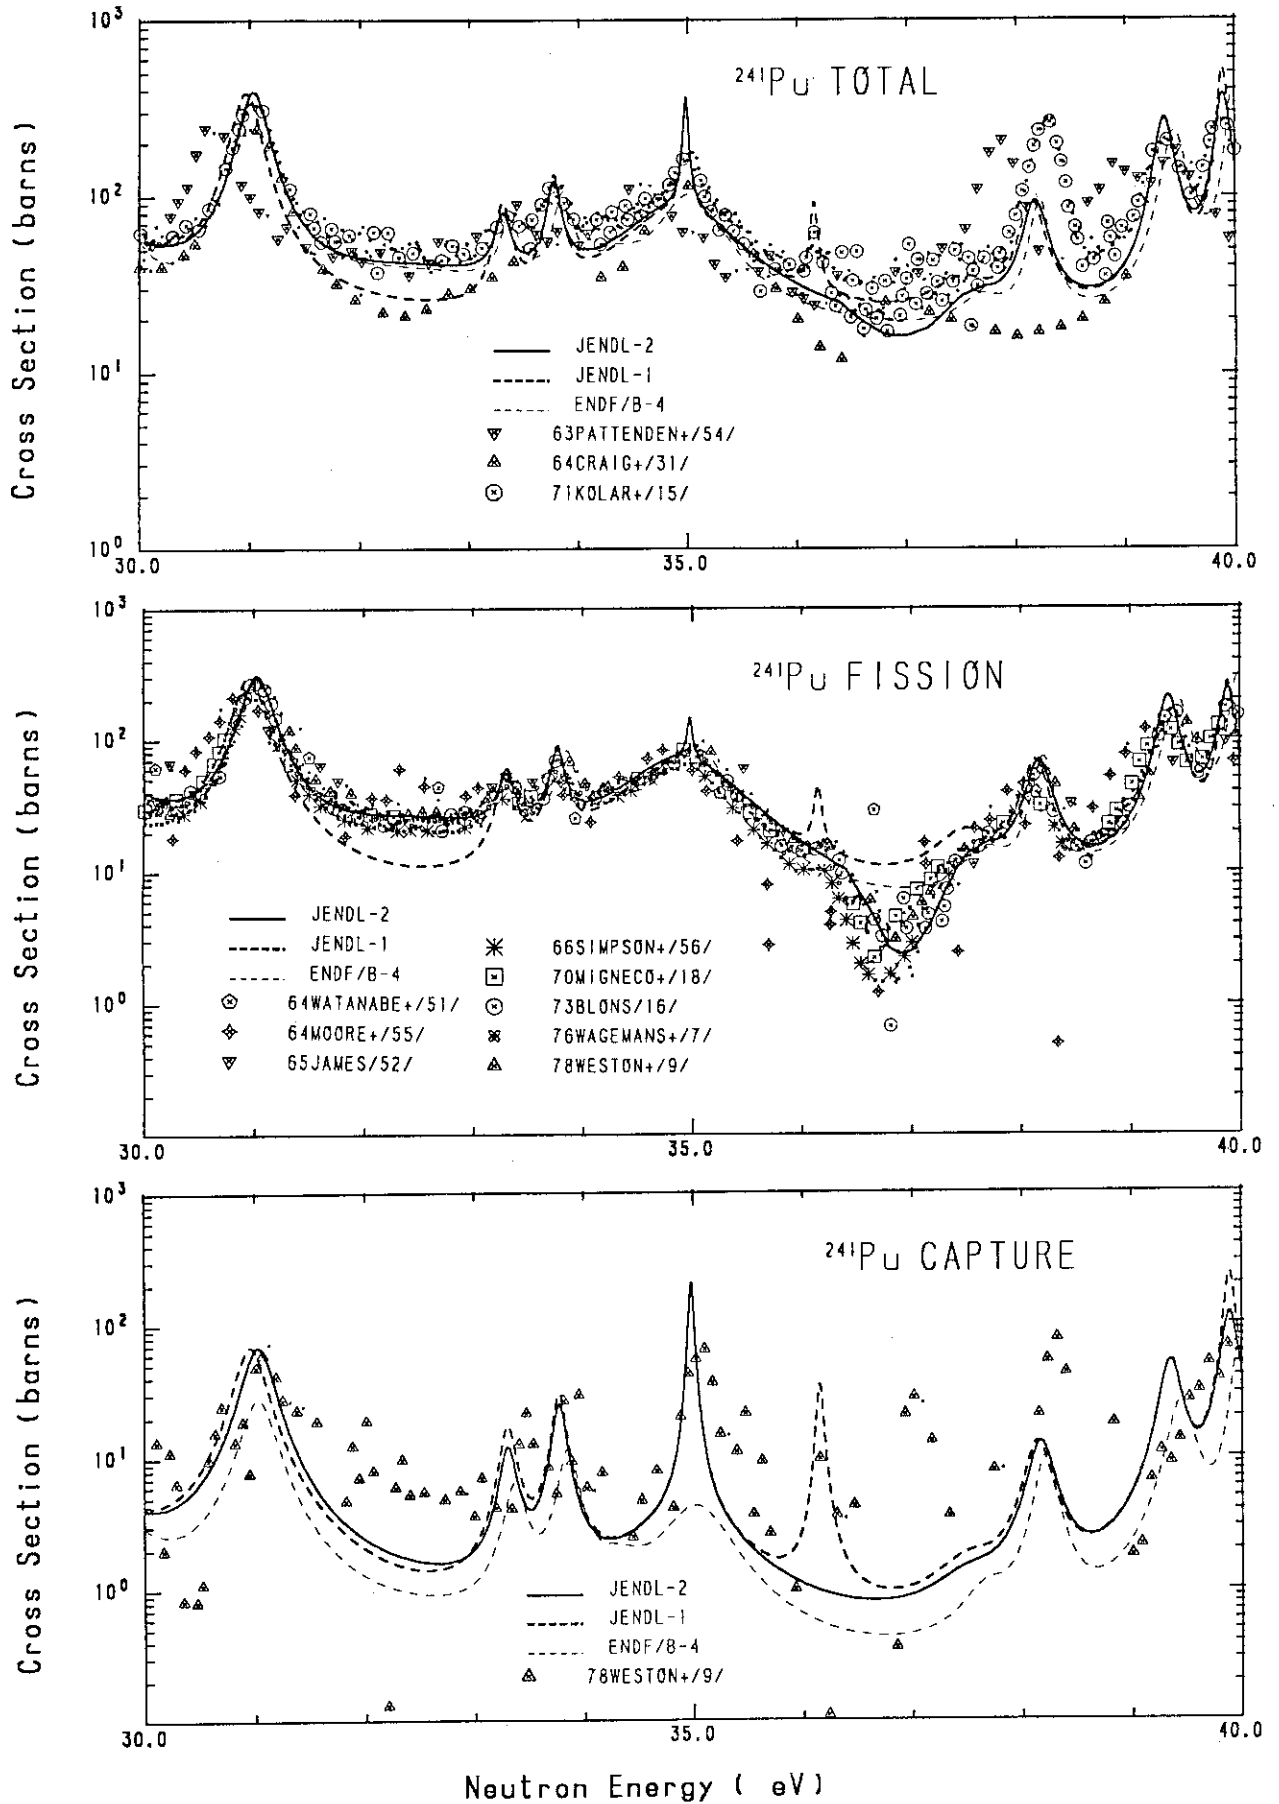 ²⁴¹Pu TOTAL
Cross Section (barns)
10³
10²
10¹
10⁰
JENDL-2
JENDL-1
ENDF/B-4
63PATTENDEN+/54/
64CRAIG+/31/
71KOLAR+/15/
30.0 35.0 40.0
²⁴¹Pu FISSION
Cross Section (barns)
10³
10²
10¹
10⁰
JENDL-2
JENDL-1
ENDF/B-4
64WATANABE+/51/
64MOORE+/55/
65JAMES/52/
66SIMPSON+/56/
70MIGNECO+/18/
73BLONS/16/
76WAGEMANS+/7/
78WESTON+/9/
30.0 35.0 40.0
²⁴¹Pu CAPTURE
Cross Section (barns)
10³
10²
10¹
10⁰
JENDL-2
JENDL-1
ENDF/B-4
78WESTON+/9/
30.0 35.0 40.0
Neutron Energy ( eV)